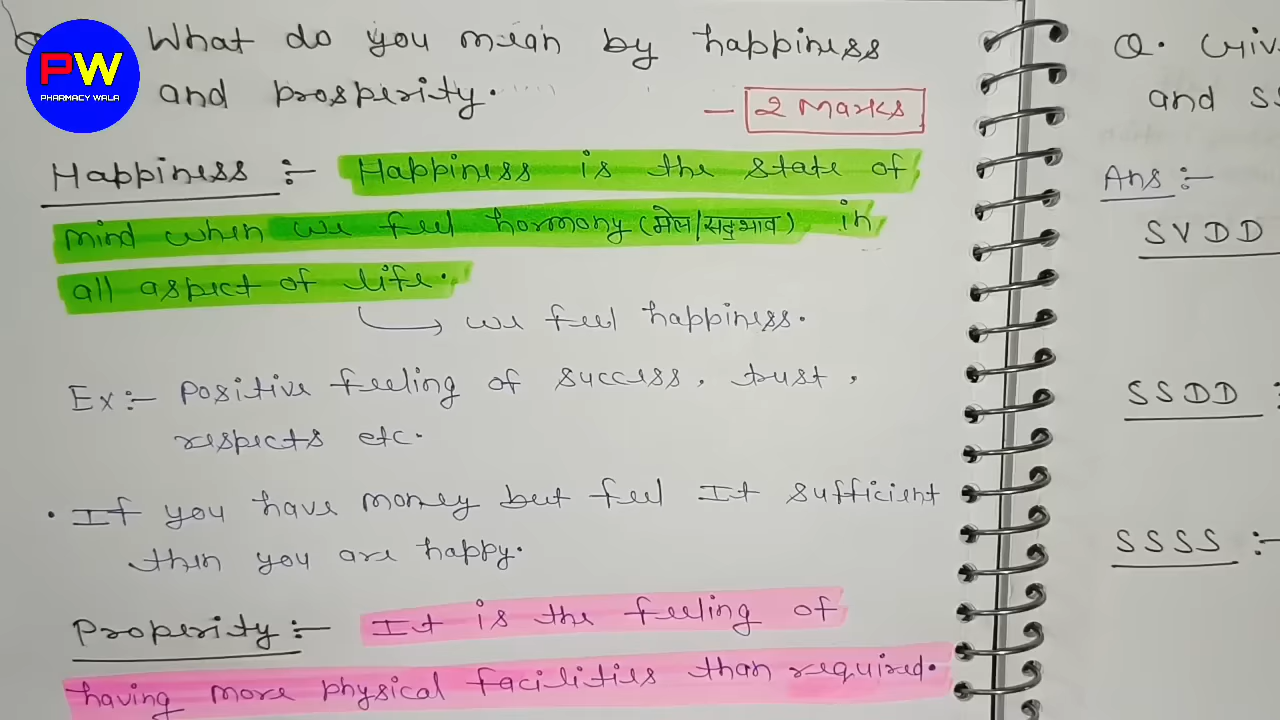 PW
PHARMACY WALA
What do you mean by happiness
and prosperity.
- 2 Marks
Happiness :- Happiness is the state of
mind when we feel hormony (मेल/सद्भाव) in
all aspect of life.
we feel happiness.
Ex:- Positive feeling of success, trust,
respects etc.
• If you have money but feel It sufficient
then you are happy.
Properity :- It is the feeling of
having more physical facilities than required.
Q. Giv
and S
Ans :-
SVDD
SSDD :
SSSS :-